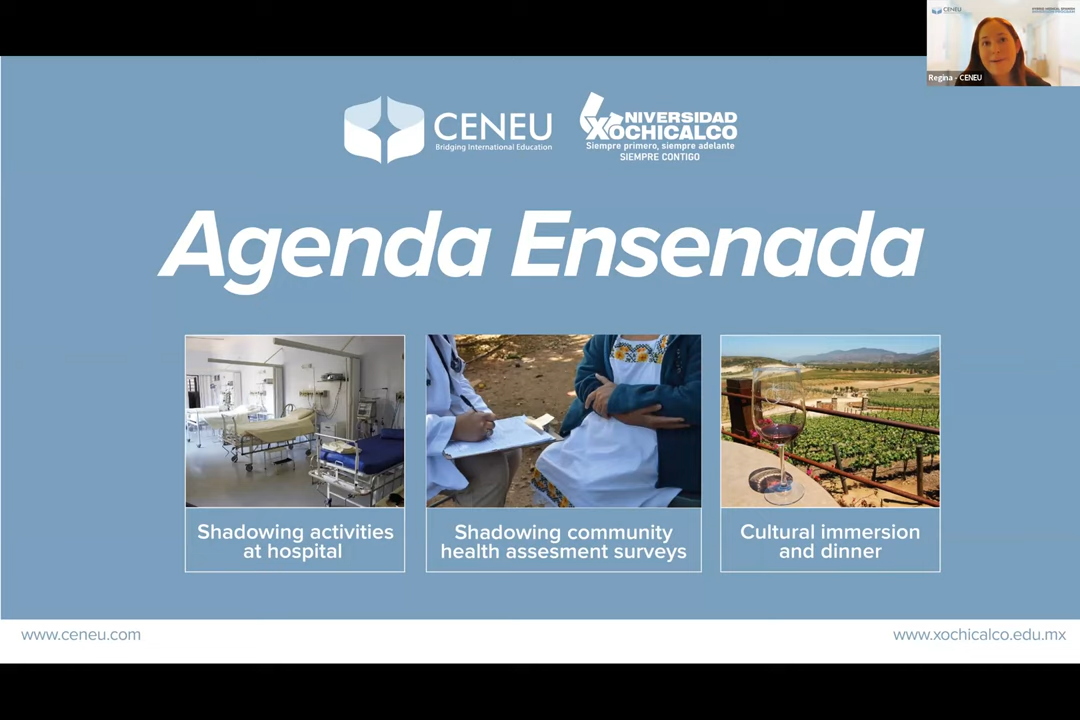 CENEU
Regina - CENEU
CENEU
Bridging International Education
UNIVERSIDAD
XOCHICALCO
Siempre primero, siempre adelante
SIEMPRE CONTIGO
Agenda Ensenada
Shadowing activities
at hospital
Shadowing community
health assesment surveys
Cultural immersion
and dinner
www.ceneu.com
www.xochicalco.edu.mx